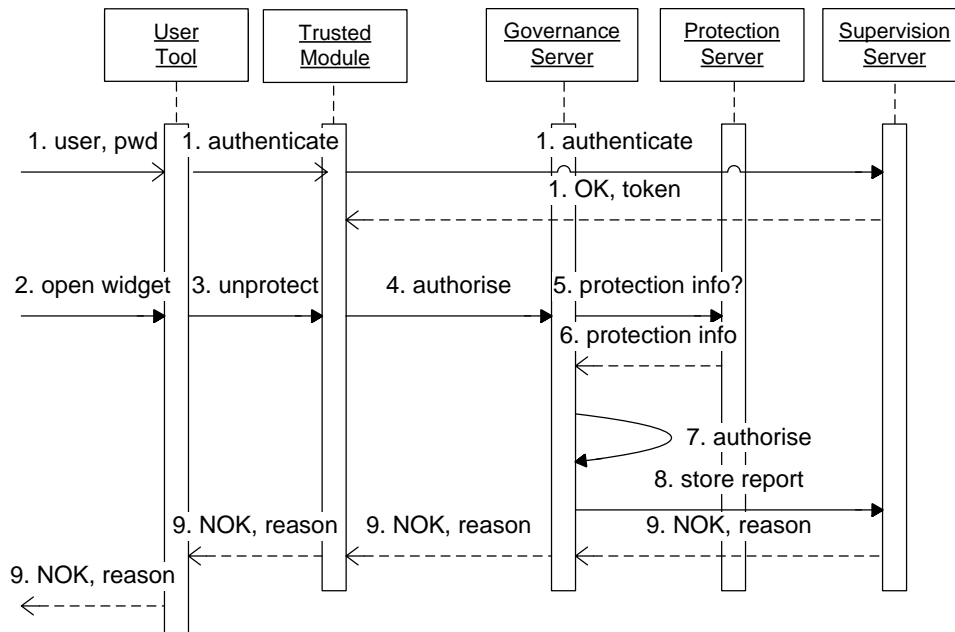 User
Tool
Trusted
Module
Governance
Server
Protection
Server
Supervision
Server
1. user, pwd
1. authenticate
1. authenticate
1. OK, token
2. open widget
3. unprotect
4. authorise
5. protection info?
6. protection info
7. authorise
8. store report
9. NOK, reason
9. NOK, reason
9. NOK, reason
9. NOK, reason